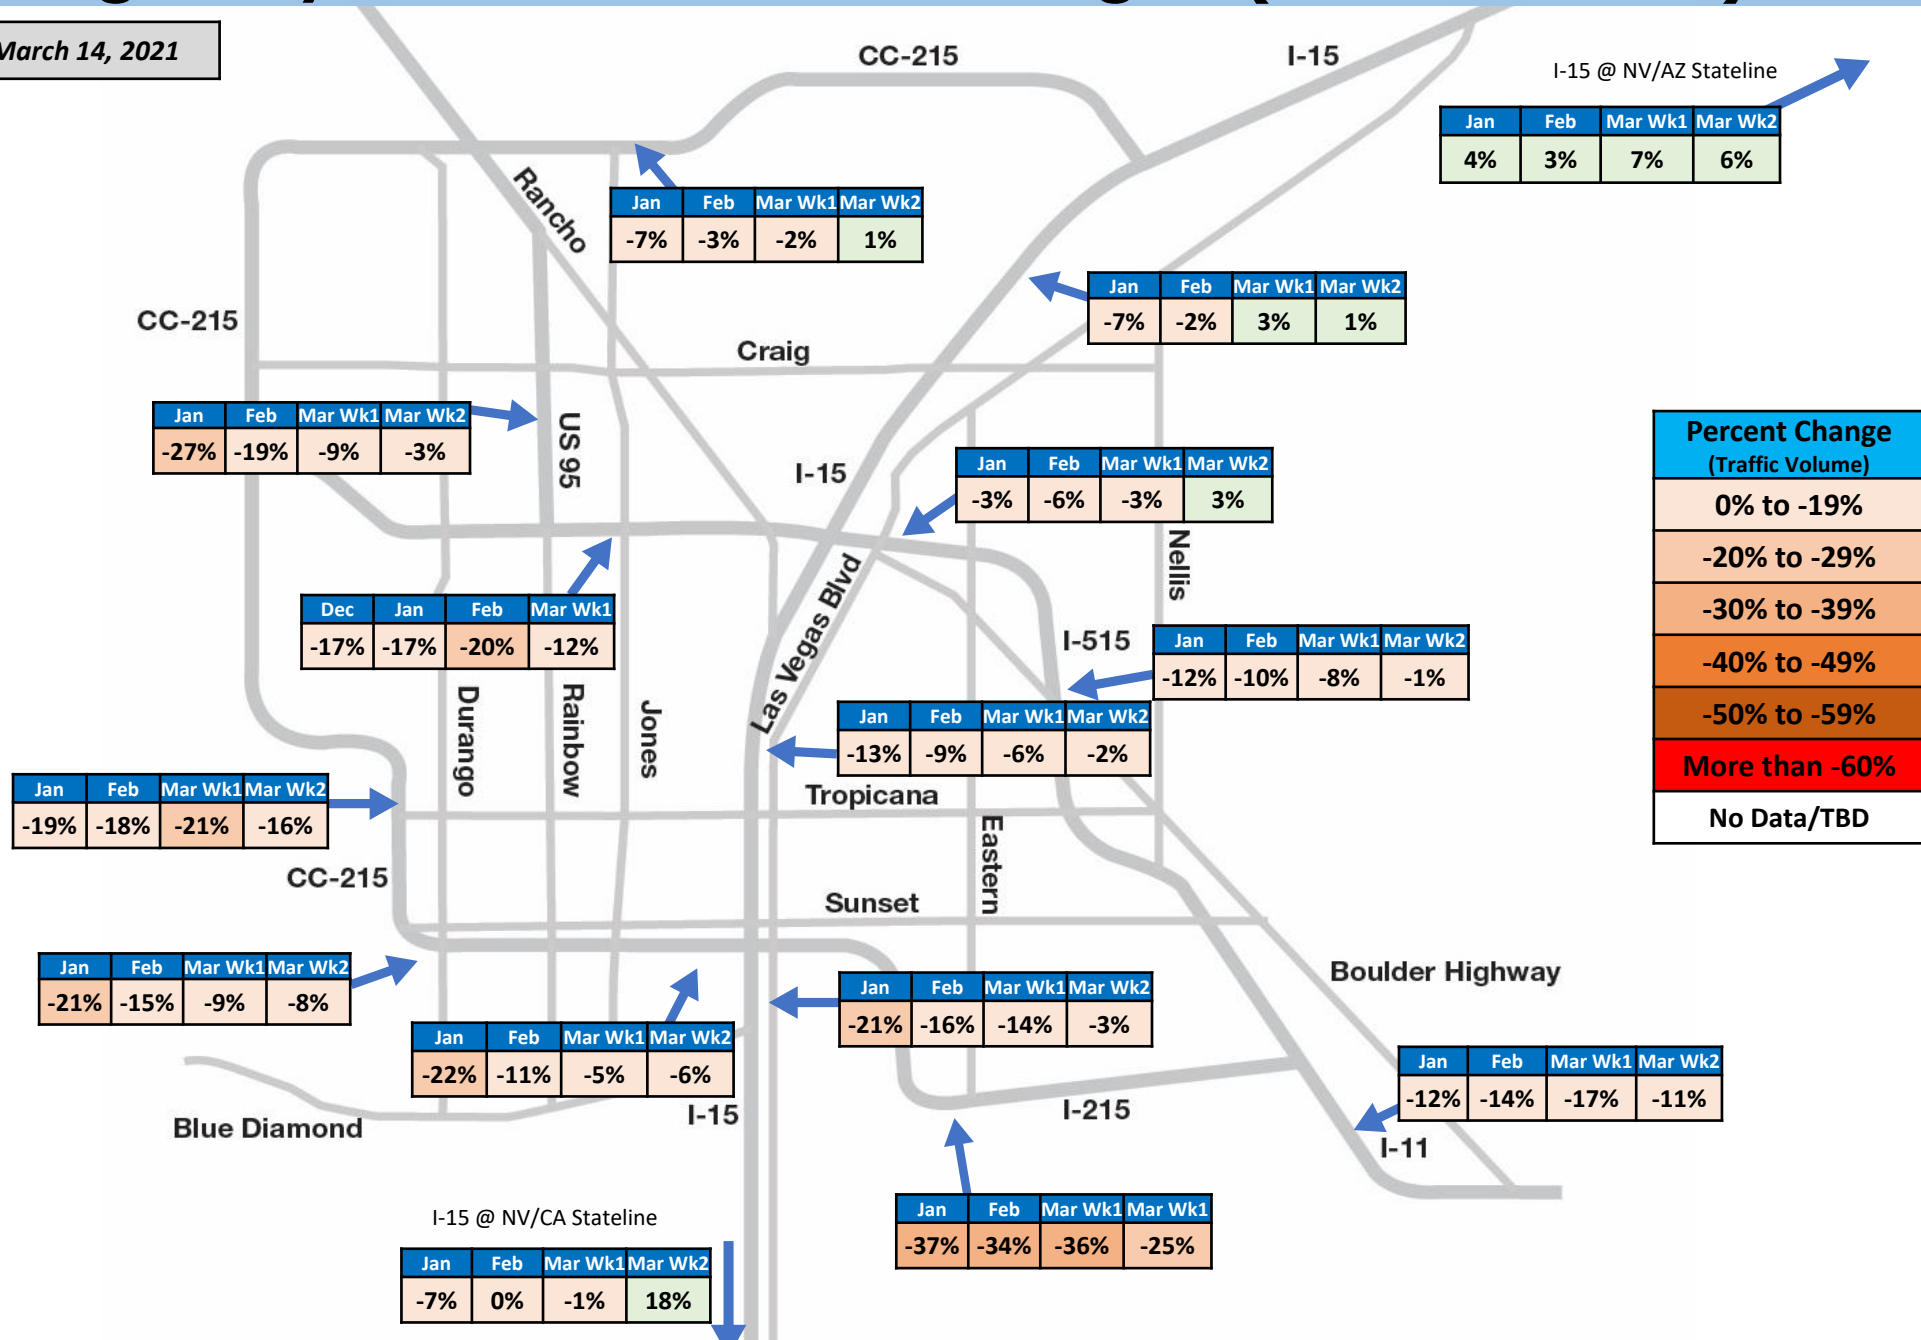 March 14, 2021
CC-215
I-15
I-15 @ NV/AZ Stateline
Jan Feb Mar Wk1 Mar Wk2
4% 3% 7% 6%
Rancho
Jan Feb Mar Wk1 Mar Wk2
-7% -3% -2% 1%
Jan Feb Mar Wk1 Mar Wk2
-7% -2% 3% 1%
CC-215
Craig
Jan Feb Mar Wk1 Mar Wk2
-27% -19% -9% -3%
US 95
I-15
Jan Feb Mar Wk1 Mar Wk2
-3% -6% -3% 3%
Percent Change
(Traffic Volume)
0% to -19%
-20% to -29%
-30% to -39%
-40% to -49%
-50% to -59%
More than -60%
No Data/TBD
Nellis
Las Vegas Blvd
Dec Jan Feb Mar Wk1
-17% -17% -20% -12%
I-515
Jan Feb Mar Wk1 Mar Wk2
-12% -10% -8% -1%
Durango
Rainbow
Jones
Jan Feb Mar Wk1 Mar Wk2
-13% -9% -6% -2%
Tropicana
Jan Feb Mar Wk1 Mar Wk2
-19% -18% -21% -16%
CC-215
Eastern
Sunset
Boulder Highway
Jan Feb Mar Wk1 Mar Wk2
-21% -15% -9% -8%
Jan Feb Mar Wk1 Mar Wk2
-21% -16% -14% -3%
Jan Feb Mar Wk1 Mar Wk2
-22% -11% -5% -6%
Jan Feb Mar Wk1 Mar Wk2
-12% -14% -17% -11%
Blue Diamond
I-15
I-215
I-11
Jan Feb Mar Wk1 Mar Wk1
-37% -34% -36% -25%
I-15 @ NV/CA Stateline
Jan Feb Mar Wk1 Mar Wk2
-7% 0% -1% 18%